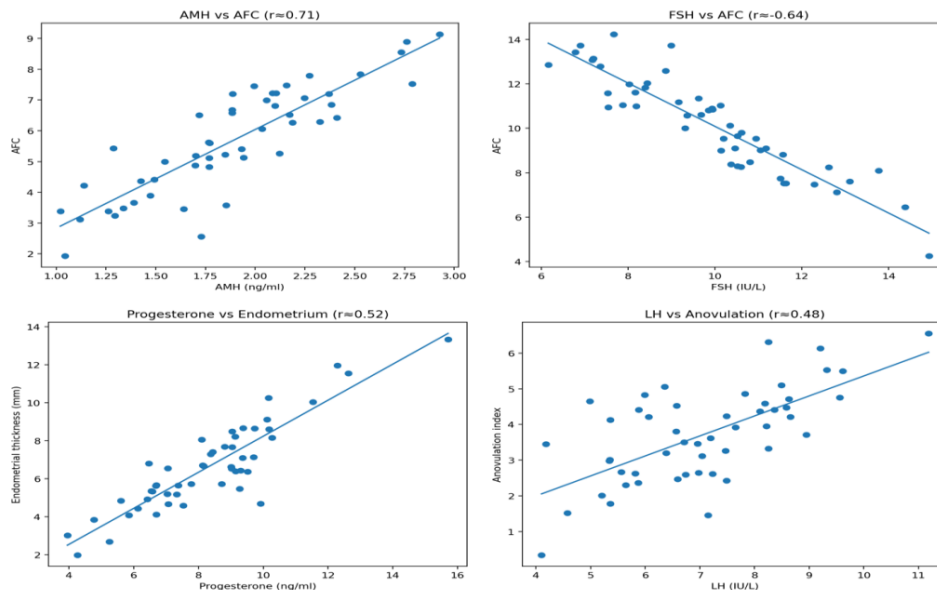 AMH vs AFC (r≈0.71)
9
8
7
6
5
4
3
2
AFC
1.00 1.25 1.50 1.75 2.00 2.25 2.50 2.75 3.00
AMH (ng/ml)
FSH vs AFC (r≈-0.64)
14
12
10
8
6
4
AFC
6 8 10 12 14
FSH (IU/L)
Progesterone vs Endometrium (r≈0.52)
14
12
10
8
6
4
2
Endometrial thickness (mm)
4 6 8 10 12 14 16
Progesterone (ng/ml)
LH vs Anovulation (r≈0.48)
6
5
4
3
2
1
Anovulation index
4 5 6 7 8 9 10 11
LH (IU/L)